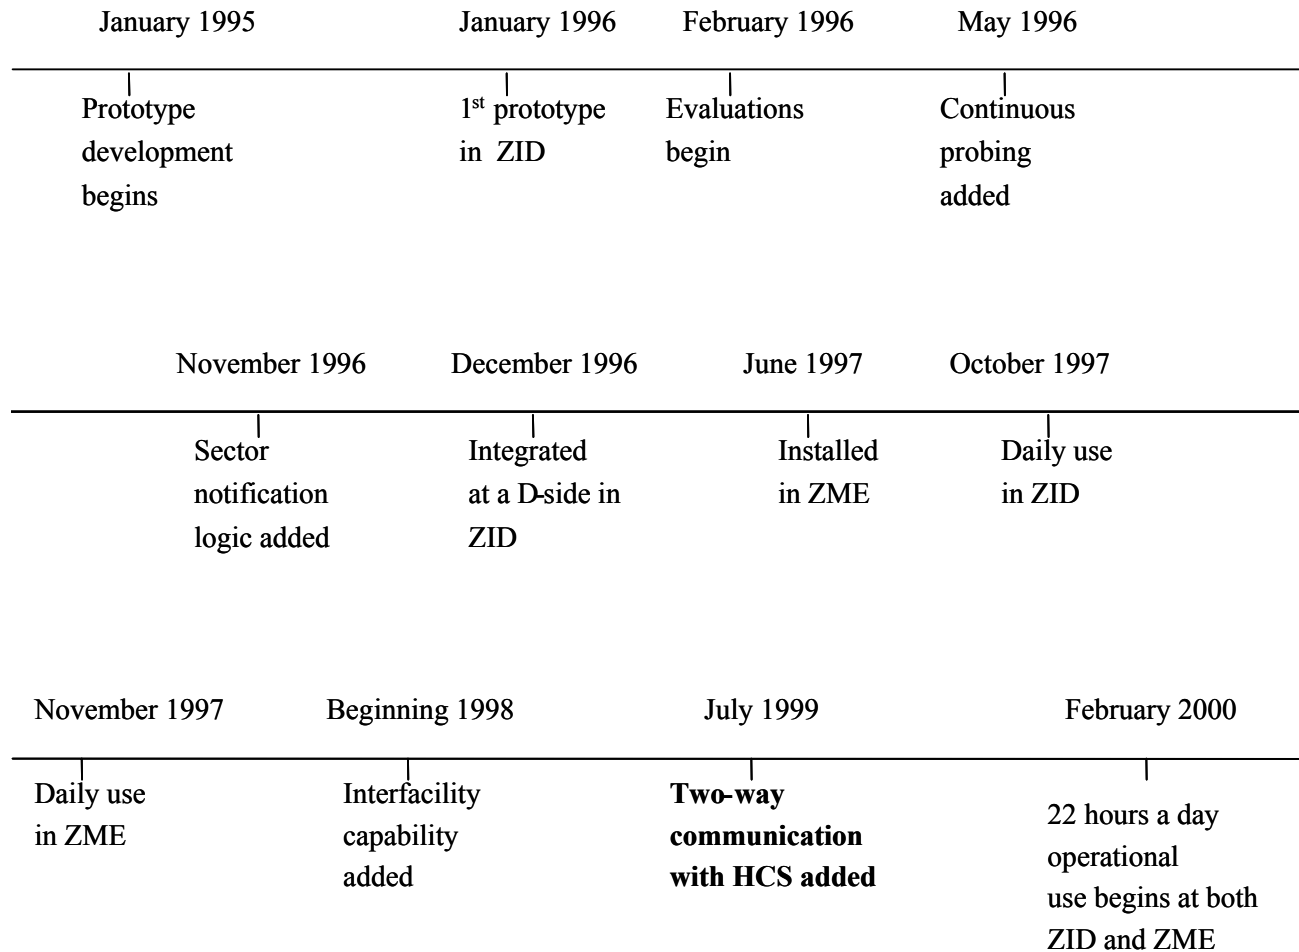 January 1995 January 1996 February 1996 May 1996
Prototype
development
begins
1st prototype
in ZID
Evaluations
begin
Continuous
probing
added
November 1996 December 1996 June 1997 October 1997
Sector
notification
logic added
Integrated
at a D-side in
ZID
Installed
in ZME
Daily use
in ZID
November 1997 Beginning 1998 July 1999 February 2000
Daily use
in ZME
Interfacility
capability
added
Two-way
communication
with HCS added
22 hours a day
operational
use begins at both
ZID and ZME